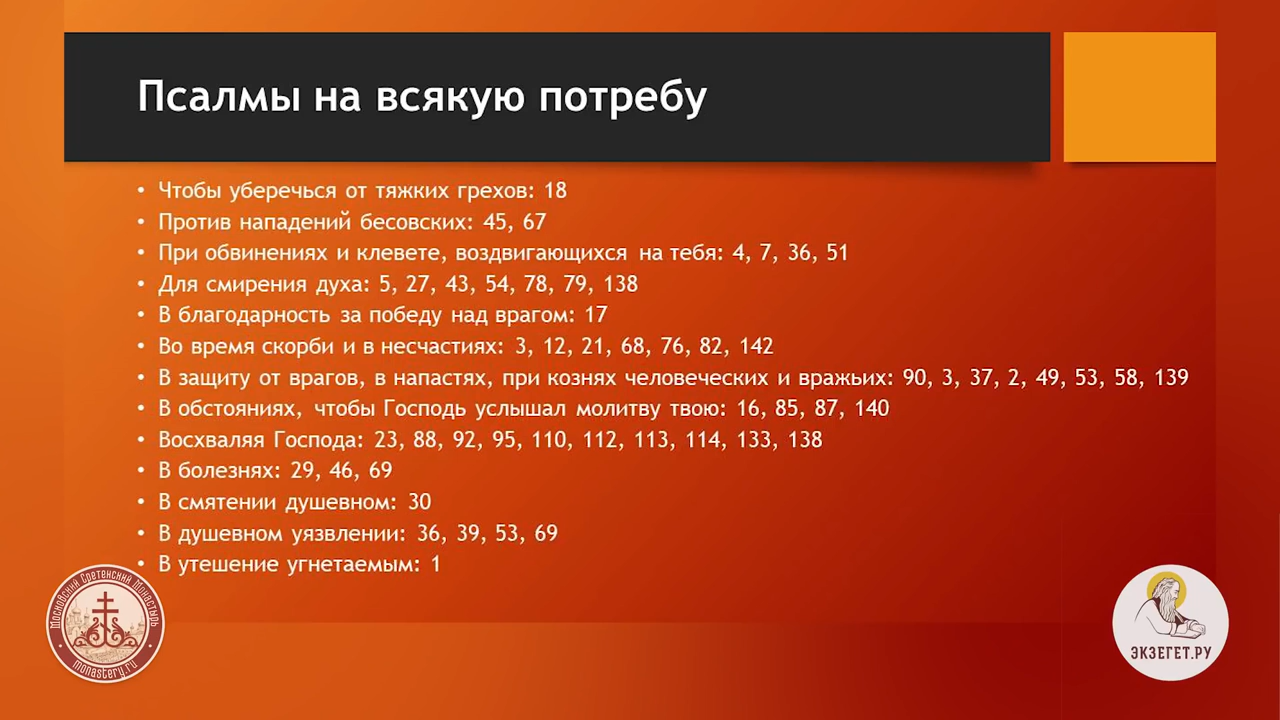 Псалмы на всякую потребу
• Чтобы уберечься от тяжких грехов: 18
• Против нападений бесовских: 45, 67
• При обвинениях и клевете, воздвигающихся на тебя: 4, 7, 36, 51
• Для смирения духа: 5, 27, 43, 54, 78, 79, 138
• В благодарность за победу над врагом: 17
• Во время скорби и в несчастиях: 3, 12, 21, 68, 76, 82, 142
• В защиту от врагов, в напастях, при кознях человеческих и вражьих: 90, 3, 37, 2, 49, 53, 58, 139
• В обстояниях, чтобы Господь услышал молитву твою: 16, 85, 87, 140
• Восхваляя Господа: 23, 88, 92, 95, 110, 112, 113, 114, 133, 138
• В болезнях: 29, 46, 69
• В смятении душевном: 30
• В душевном уязвлении: 36, 39, 53, 69
• В утешение угнетаемым: 1
Московский Сретенский Монастырь
monastery.ru
ЭКЗЕГЕТ.РУ